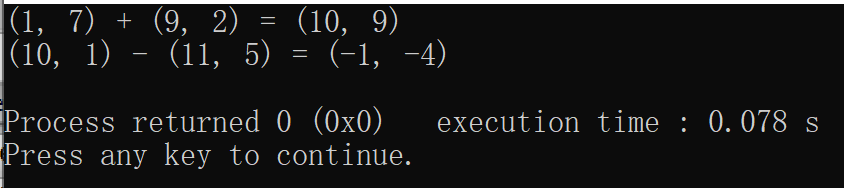 (1, 7) + (9, 2) = (10, 9)
(10, 1) - (11, 5) = (-1, -4)
Process returned 0 (0x0)   execution time : 0.078 s
Press any key to continue.